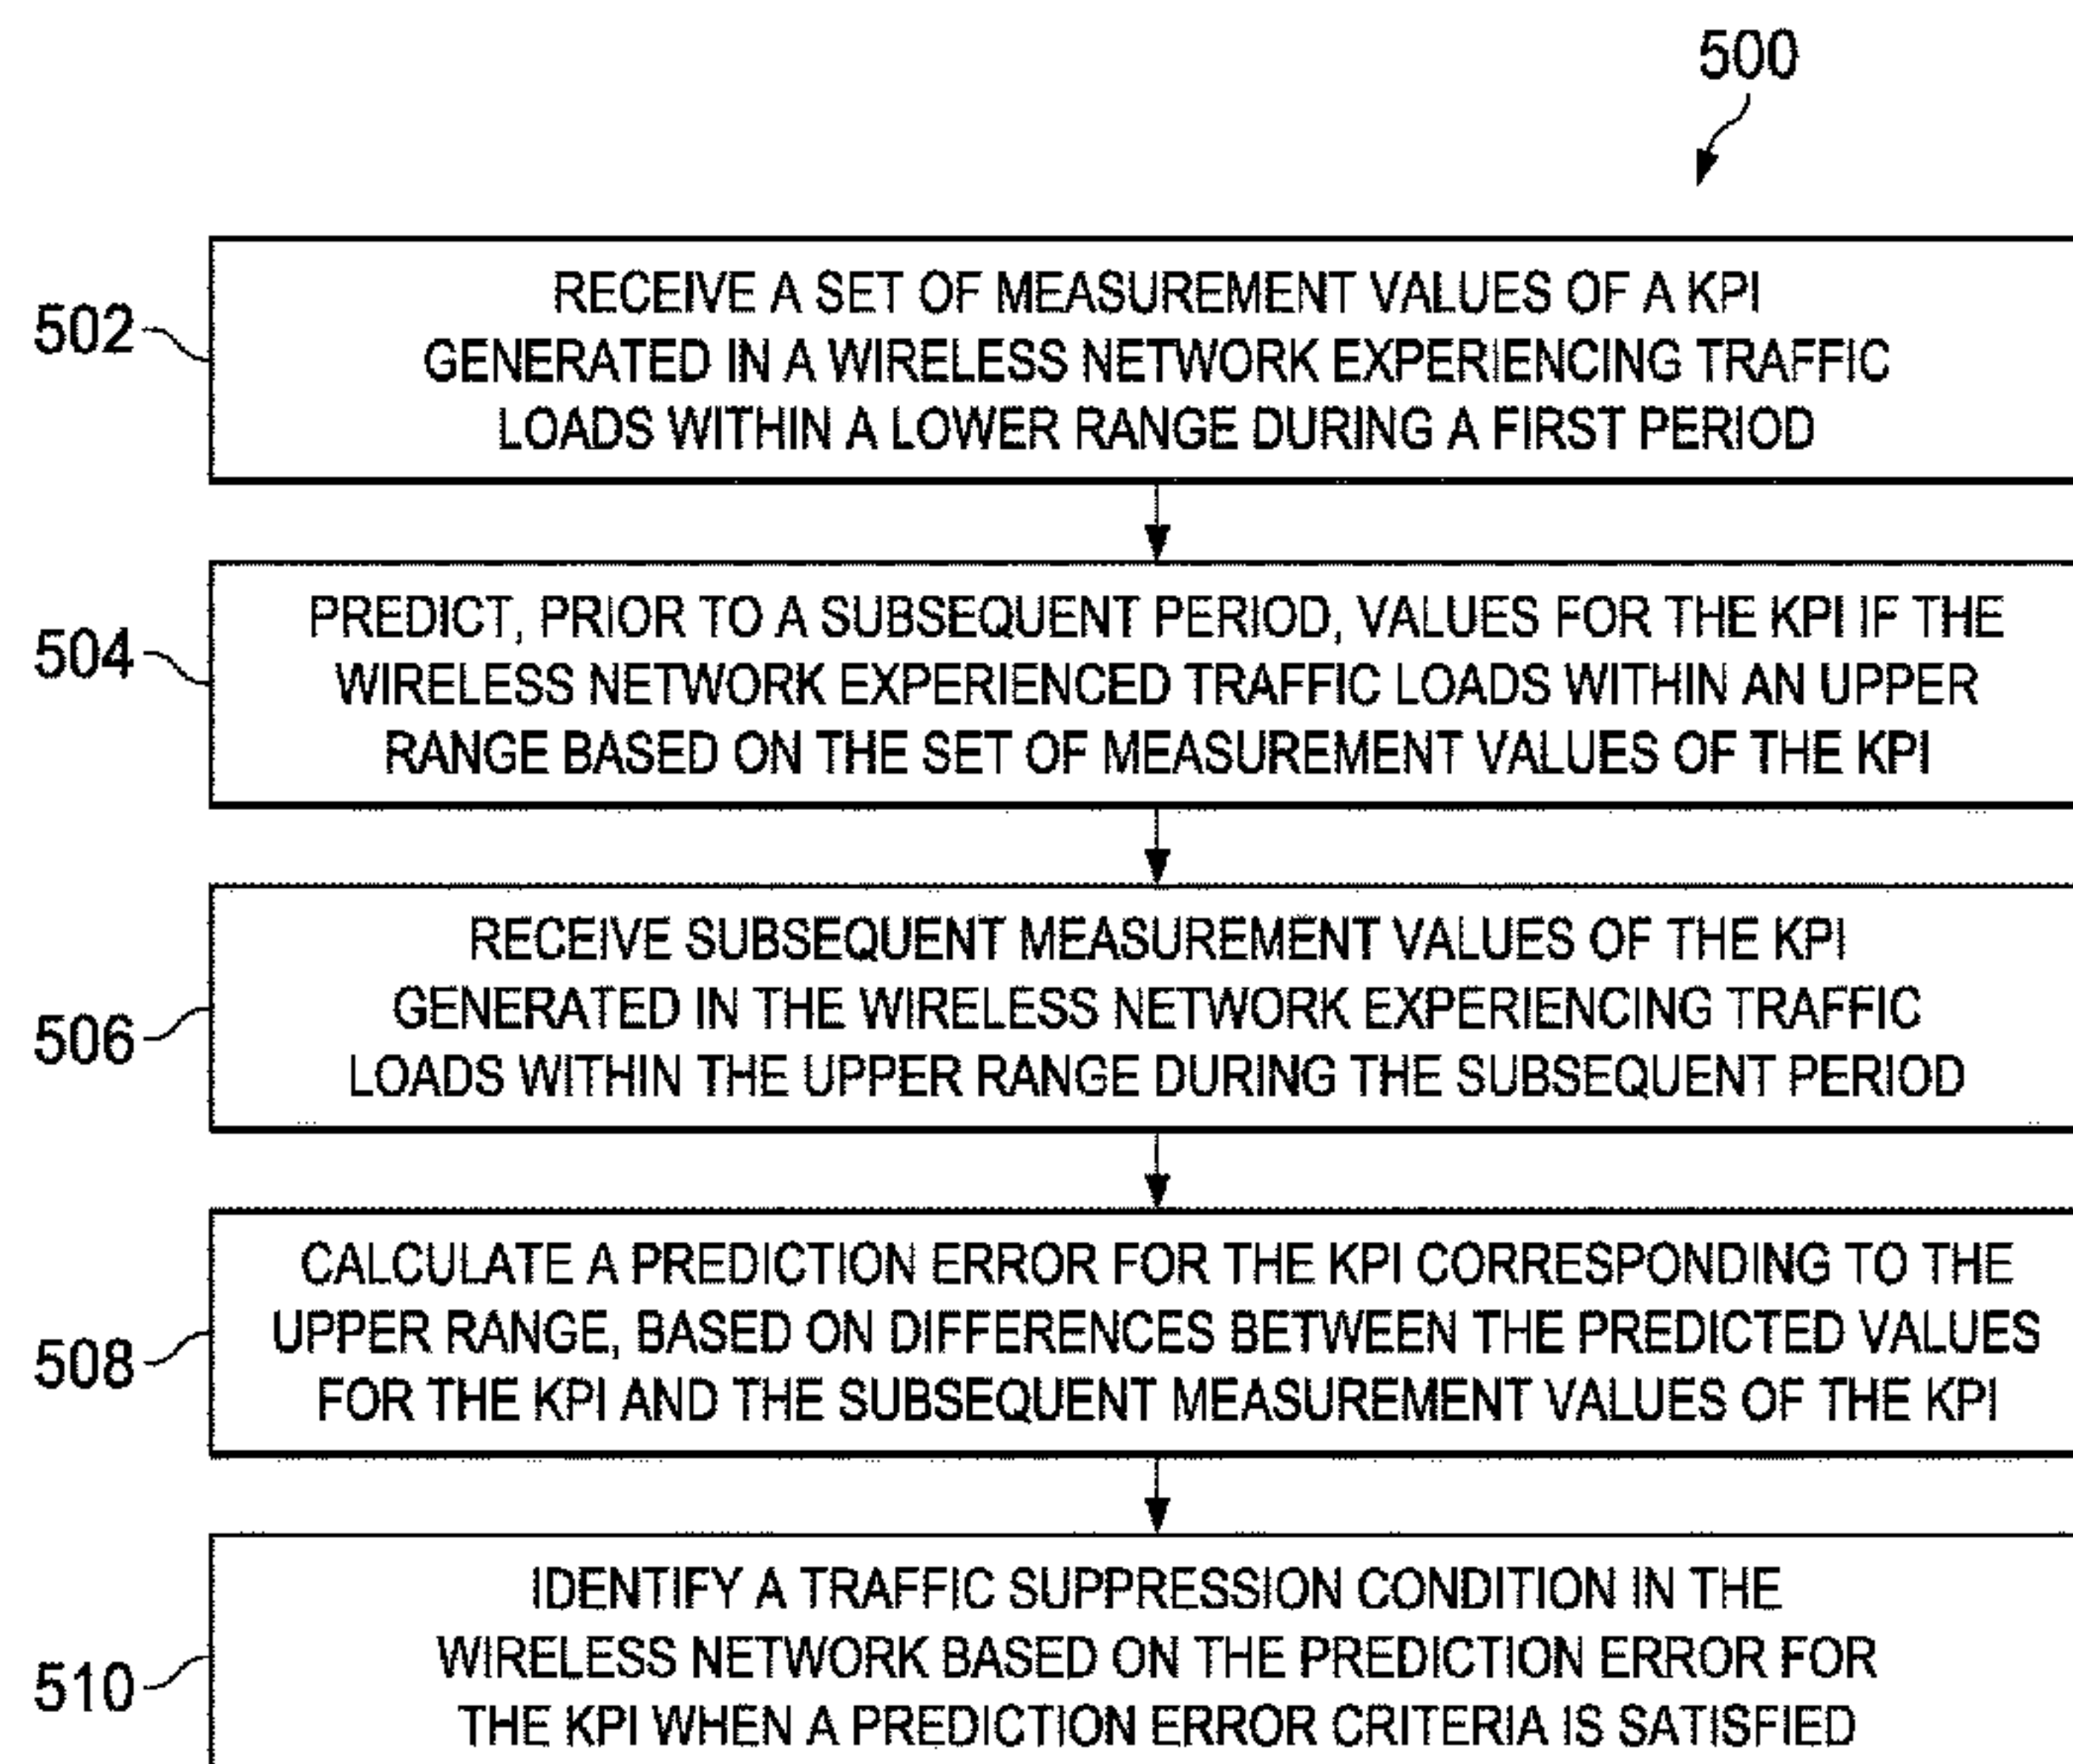 500
502
RECEIVE A SET OF MEASUREMENT VALUES OF A KPI
GENERATED IN A WIRELESS NETWORK EXPERIENCING TRAFFIC
LOADS WITHIN A LOWER RANGE DURING A FIRST PERIOD
504
PREDICT, PRIOR TO A SUBSEQUENT PERIOD, VALUES FOR THE KPI IF THE
WIRELESS NETWORK EXPERIENCED TRAFFIC LOADS WITHIN AN UPPER
RANGE BASED ON THE SET OF MEASUREMENT VALUES OF THE KPI
506
RECEIVE SUBSEQUENT MEASUREMENT VALUES OF THE KPI
GENERATED IN THE WIRELESS NETWORK EXPERIENCING TRAFFIC
LOADS WITHIN THE UPPER RANGE DURING THE SUBSEQUENT PERIOD
508
CALCULATE A PREDICTION ERROR FOR THE KPI CORRESPONDING TO THE
UPPER RANGE, BASED ON DIFFERENCES BETWEEN THE PREDICTED VALUES
FOR THE KPI AND THE SUBSEQUENT MEASUREMENT VALUES OF THE KPI
510
IDENTIFY A TRAFFIC SUPPRESSION CONDITION IN THE
WIRELESS NETWORK BASED ON THE PREDICTION ERROR FOR
THE KPI WHEN A PREDICTION ERROR CRITERIA IS SATISFIED